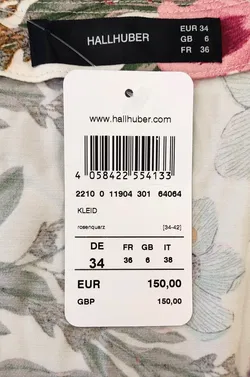 HALLHUBER
EUR 34
GB 6
FR 36
www.hallhuber.com
4 058422 554133
2210 0 11904 301 64064
KLEID
rosenquarz [34-42]
DE FR GB IT
34 36 6 38
EUR 150,00
GBP 150,00